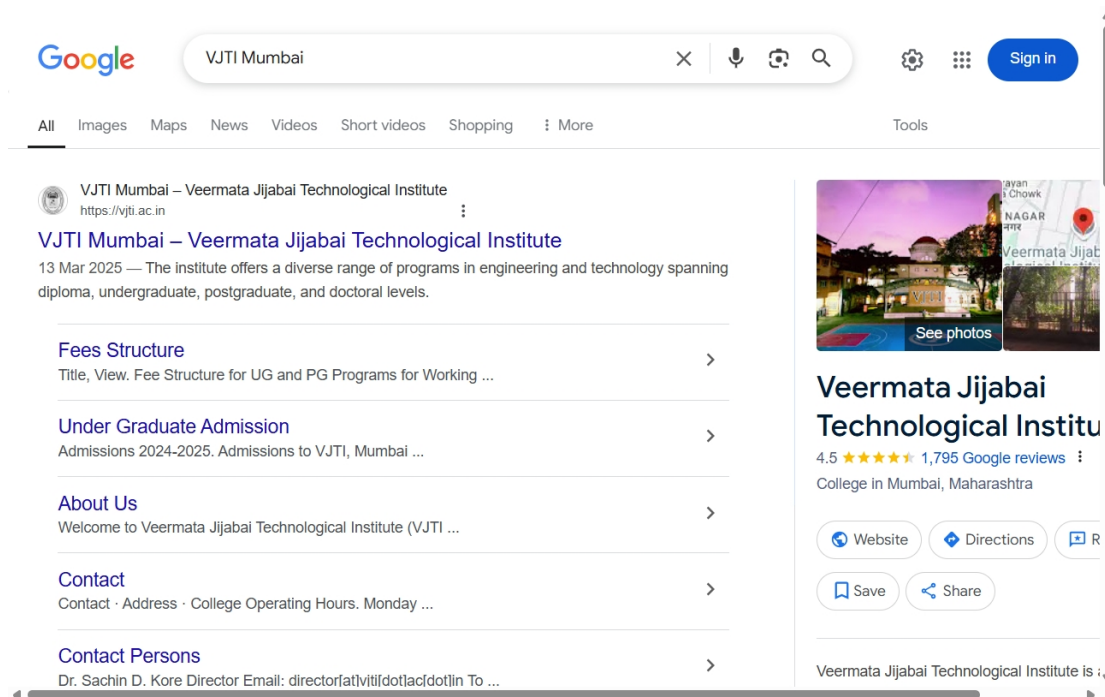 Google
VJTI Mumbai
Sign in
All Images Maps News Videos Short videos Shopping More Tools
VJTI Mumbai – Veermata Jijabai Technological Institute
https://vjti.ac.in
VJTI Mumbai – Veermata Jijabai Technological Institute
13 Mar 2025 — The institute offers a diverse range of programs in engineering and technology spanning
diploma, undergraduate, postgraduate, and doctoral levels.
Fees Structure
Title, View. Fee Structure for UG and PG Programs for Working ...
Under Graduate Admission
Admissions 2024-2025. Admissions to VJTI, Mumbai ...
About Us
Welcome to Veermata Jijabai Technological Institute (VJTI ...
Contact
Contact · Address · College Operating Hours. Monday ...
Contact Persons
Dr. Sachin D. Kore Director Email: director[at]vjti[dot]ac[dot]in To ...
Chowk
NAGAR
नगर
Veermata Jijab
VJTI
See photos
Veermata Jijabai
Technological Institu
4.5 1,795 Google reviews
College in Mumbai, Maharashtra
Website Directions R
Save Share
Veermata Jijabai Technological Institute is